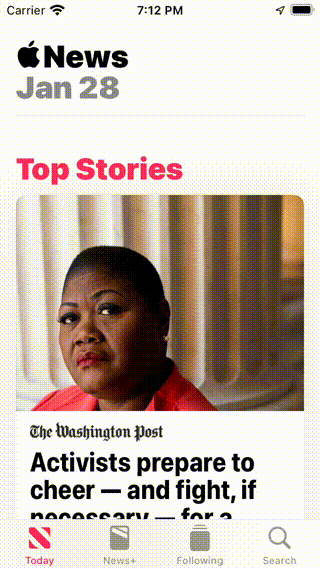 Carrier 7:12 PM
News
Jan 28
Top Stories
The Washington Post
Activists prepare to
cheer — and fight, if
necessary — for a
Today News+ Following Search